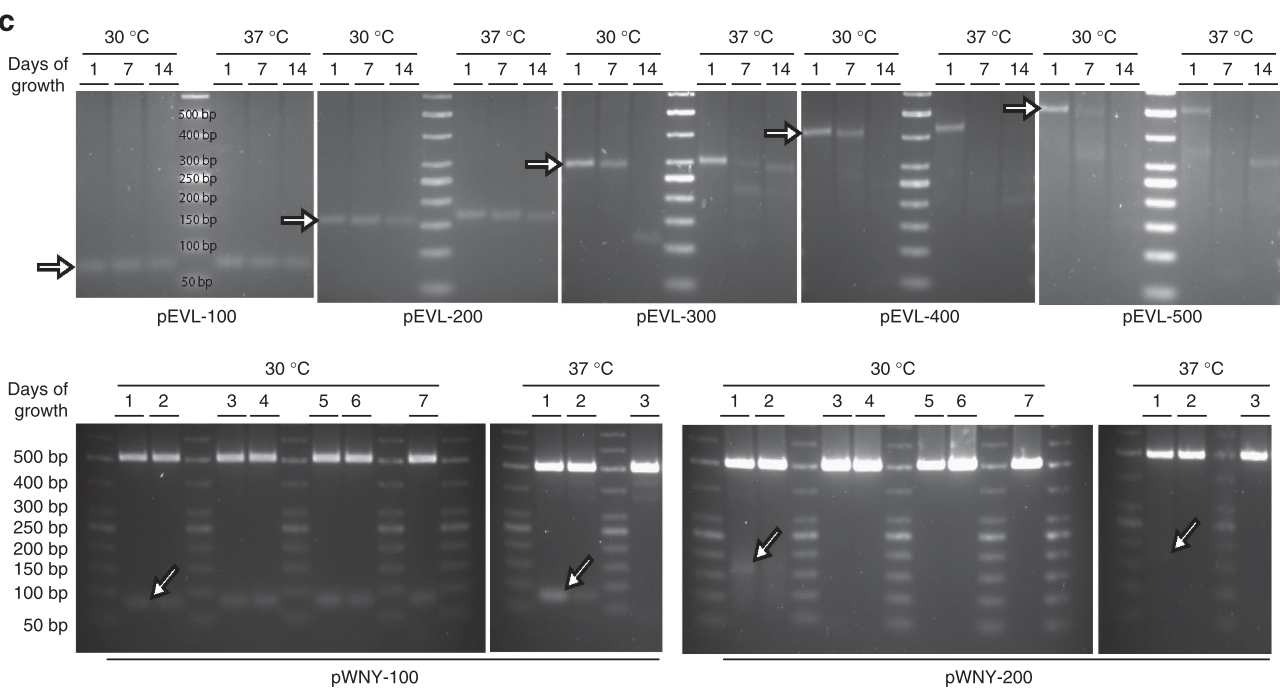 c
30 °C 37 °C 30 °C 37 °C 30 °C 37 °C 30 °C 37 °C 30 °C 37 °C
Days of growth 1 7 14 1 7 14 1 7 14 1 7 14 1 7 14 1 7 14 1 7 14 1 7 14 1 7 14 1 7 14
500 bp
400 bp
300 bp
250 bp
200 bp
150 bp
100 bp
50 bp
pEVL-100 pEVL-200 pEVL-300 pEVL-400 pEVL-500
30 °C 37 °C 30 °C 37 °C
Days of growth 1 2 3 4 5 6 7 1 2 3 1 2 3 4 5 6 7 1 2 3
500 bp
400 bp
300 bp
250 bp
200 bp
150 bp
100 bp
50 bp
pWNY-100 pWNY-200